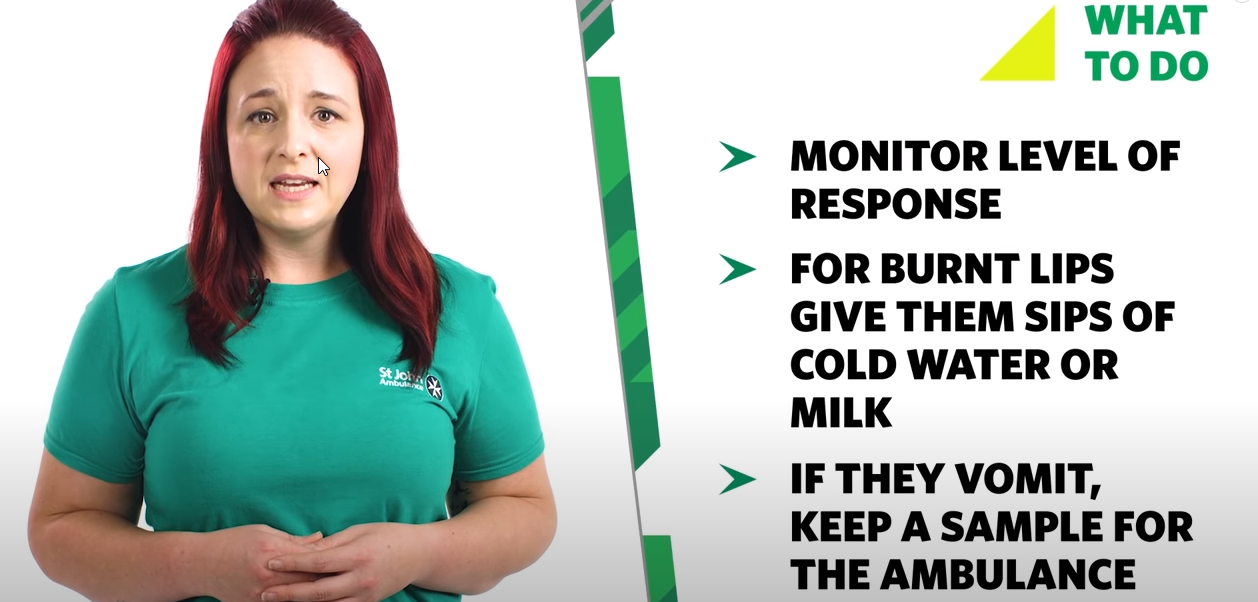 WHAT
TO DO
MONITOR LEVEL OF
RESPONSE
FOR BURNT LIPS
GIVE THEM SIPS OF
COLD WATER OR
MILK
IF THEY VOMIT,
KEEP A SAMPLE FOR
THE AMBULANCE
St John
Ambulance